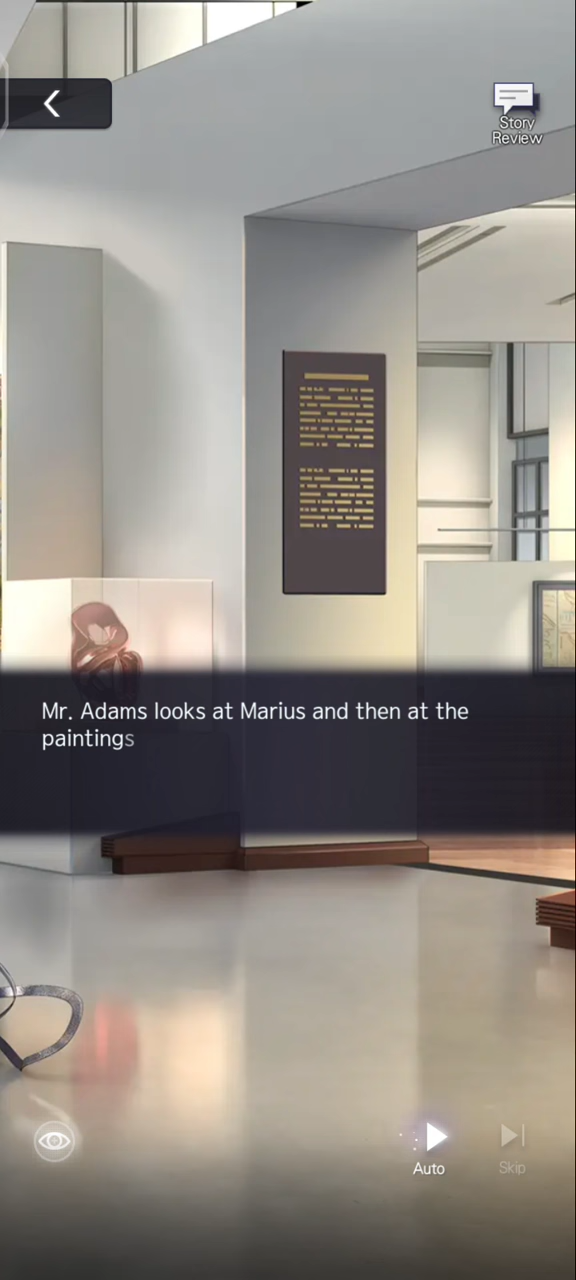 Story
Review
Mr. Adams looks at Marius and then at the
paintings
Auto
Skip